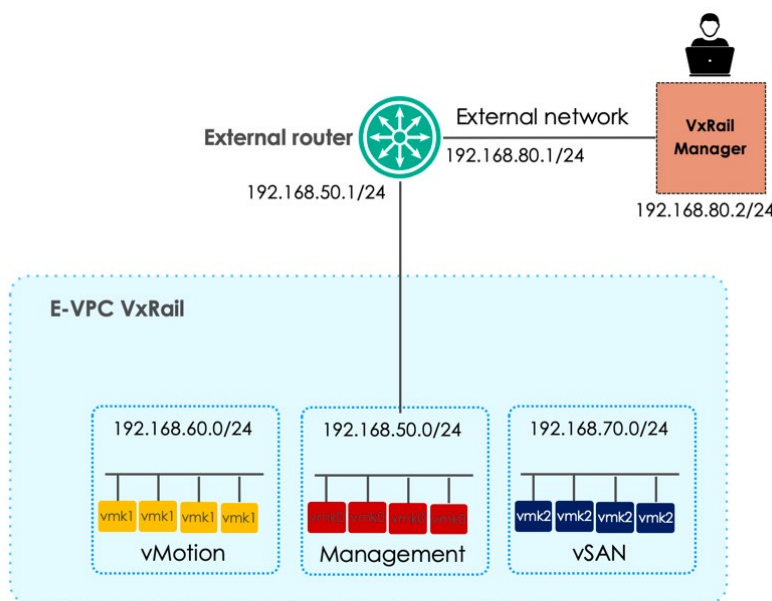 External network
VxRail
Manager
External router
192.168.80.1/24
192.168.50.1/24
192.168.80.2/24
E-VPC VxRail
192.168.60.0/24
192.168.50.0/24
192.168.70.0/24
vmk1 vmk1 vmk1 vmk1
vmk2 vmk2 vmk2 vmk2
vMotion
Management
vSAN